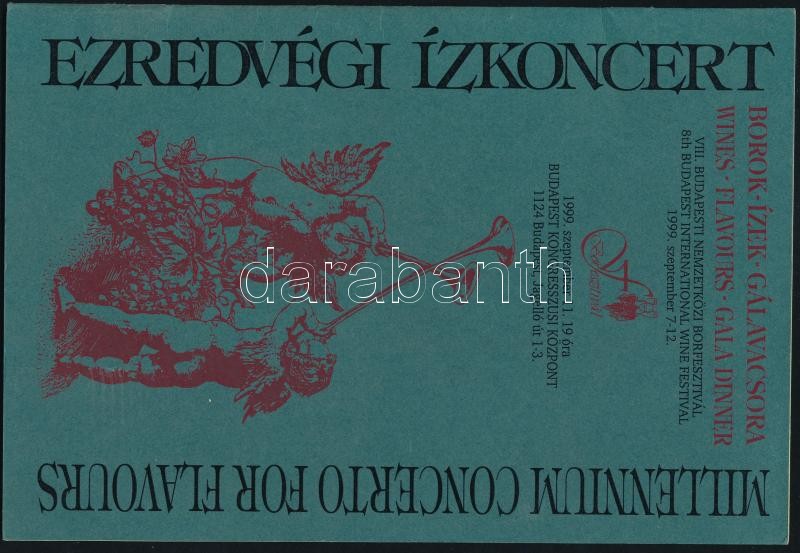 EZREDVÉGI ÍZKONCERT
BOROK · ÍZEK · GÁLAVACSORA
WINES · FLAVOURS · GALA DINNER
VIII. BUDAPESTI NEMZETKÖZI BORFESZTIVÁL
8th BUDAPEST INTERNATIONAL WINE FESTIVAL
1999. szeptember 7-12.
1999. szeptember 11. 19 óra
BUDAPEST KONGRESSZUSI KÖZPONT
1124 Budapest, Jagelló út 1-3.
MILLENNIUM CONCERTO FOR FLAVOURS
darabanth